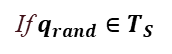 If q_rand ∈ T_S